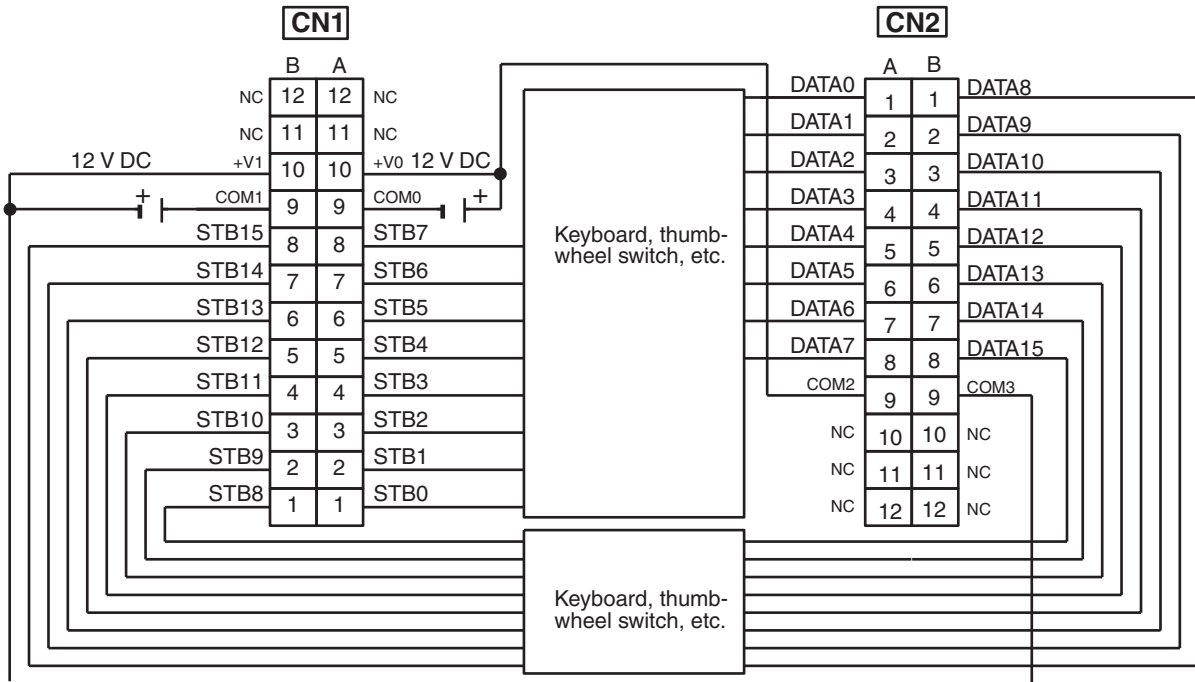 CN1
CN2
B A
A B
NC 12 12 NC
NC 11 11 NC
12 V DC +V1 10 10 +V0 12 V DC
+ COM1 9 9 COM0 +
STB15 8 8 STB7
STB14 7 7 STB6
STB13 6 6 STB5
STB12 5 5 STB4
STB11 4 4 STB3
STB10 3 3 STB2
STB9 2 2 STB1
STB8 1 1 STB0
Keyboard, thumb-
wheel switch, etc.
Keyboard, thumb-
wheel switch, etc.
DATA0 1 1 DATA8
DATA1 2 2 DATA9
DATA2 3 3 DATA10
DATA3 4 4 DATA11
DATA4 5 5 DATA12
DATA5 6 6 DATA13
DATA6 7 7 DATA14
DATA7 8 8 DATA15
COM2 9 9 COM3
NC 10 10 NC
NC 11 11 NC
NC 12 12 NC